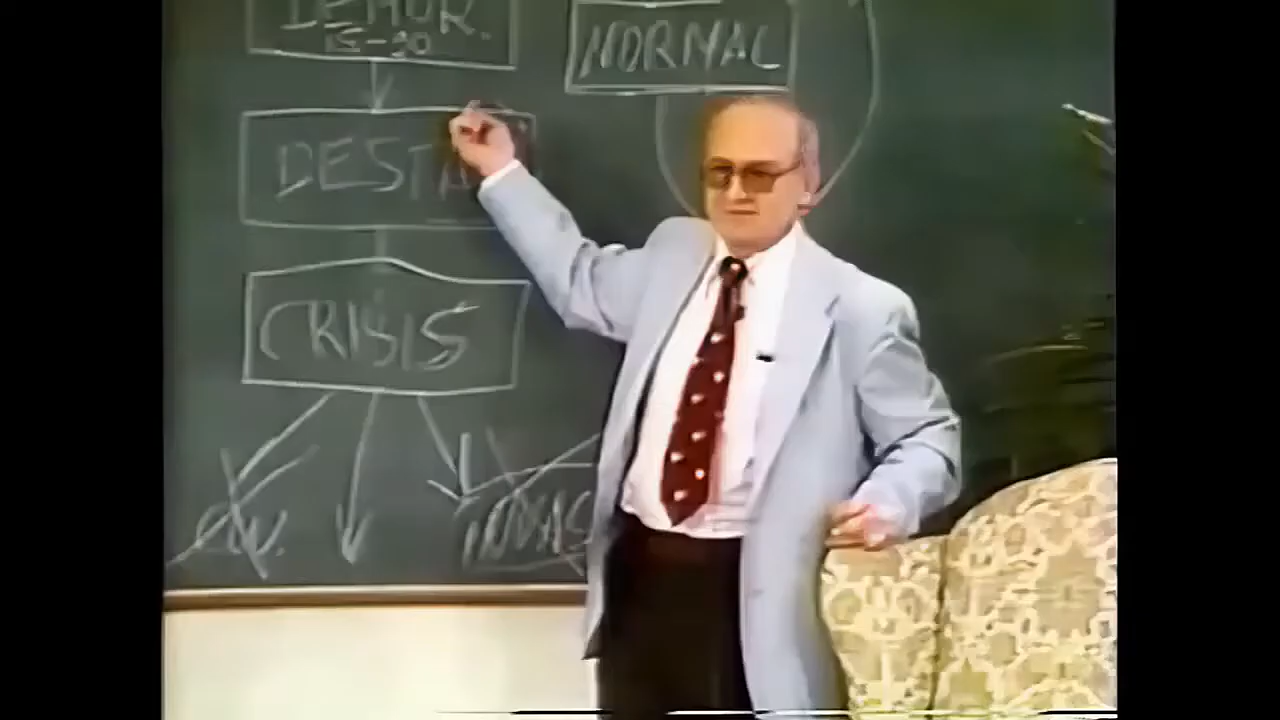 DEMOR.
15-20
NORMAL
DESTA
CRISIS
INVAS